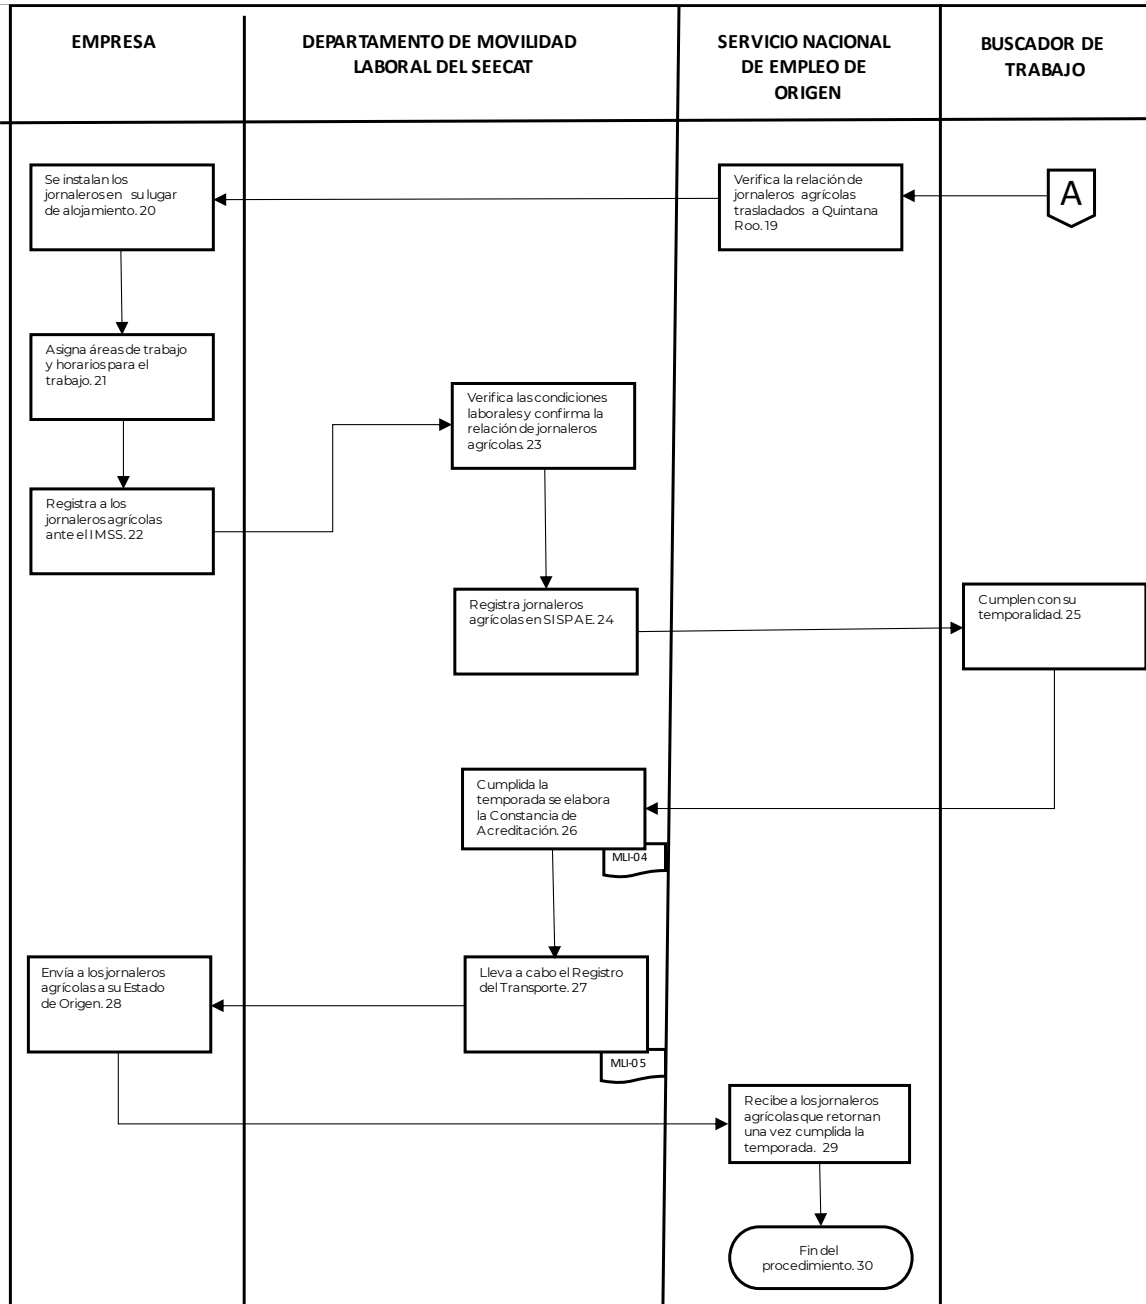 EMPRESA
DEPARTAMENTO DE MOVILIDAD
LABORAL DEL SEECAT
SERVICIO NACIONAL
DE EMPLEO DE
ORIGEN
BUSCADOR DE
TRABAJO
A
Verifica la relación de
jornaleros agrícolas
trasladados a Quintana
Roo. 19
Se instalan los
jornaleros en su lugar
de alojamiento. 20
Asigna áreas de trabajo
y horarios para el
trabajo. 21
Registra a los
jornaleros agrícolas
ante el IMSS. 22
Verifica las condiciones
laborales y confirma la
relación de jornaleros
agrícolas. 23
Registra jornaleros
agrícolas en SISPAE. 24
Cumplen con su
temporalidad. 25
Cumplida la
temporada se elabora
la Constancia de
Acreditación. 26
MLI-04
Lleva a cabo el Registro
del Transporte. 27
MLI-05
Envía a los jornaleros
agrícolas a su Estado
de Origen. 28
Recibe a los jornaleros
agrícolas que retornan
una vez cumplida la
temporada. 29
Fin del
procedimiento. 30